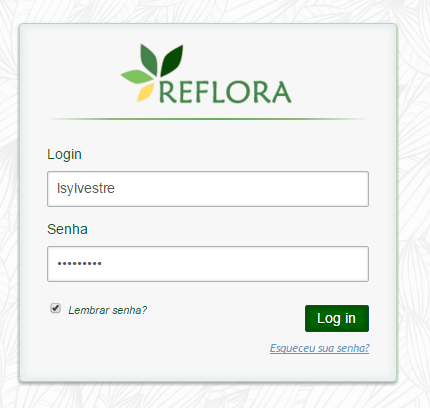 REFLORA
Login
lsylvestre
Senha
•••••••••
Lembrar senha?
Log in
Esqueceu sua senha?